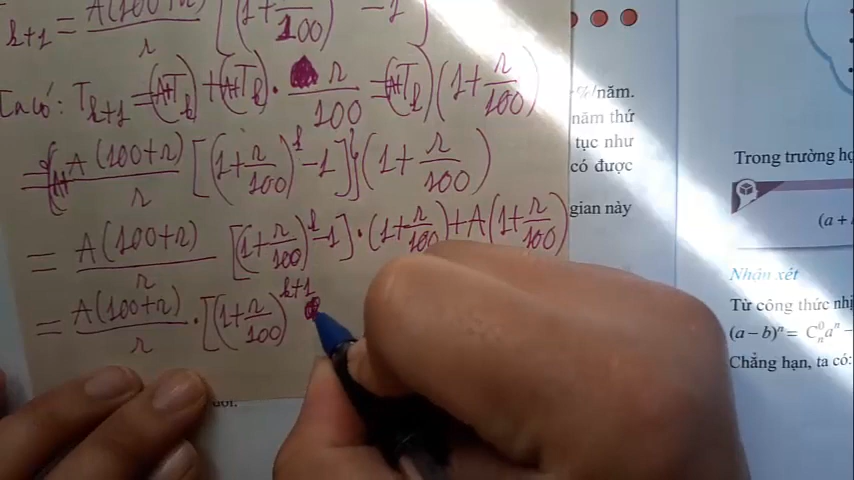 k+1 = A(100+r)/r [(1+r/100) -1]
Ta có: T_{k+1} = (A+T_k) + (A+T_k) · r/100 = (A+T_k)(1+r/100)
= {A+ A(100+r)/r [(1+r/100)^k -1]}(1+r/100)
= A(100+r)/r [(1+r/100)^k -1] · (1+r/100) + A(1+r/100)
= A(100+r)/r · [(1+r/100)^{k+1}
%/năm.
năm thứ
tục như
có được
gian này
Trong trường hợ
(a +
Nhận xét
Từ công thức nhị
(a – b)^n = C_n^0 a^n –
Chẳng hạn, ta có: